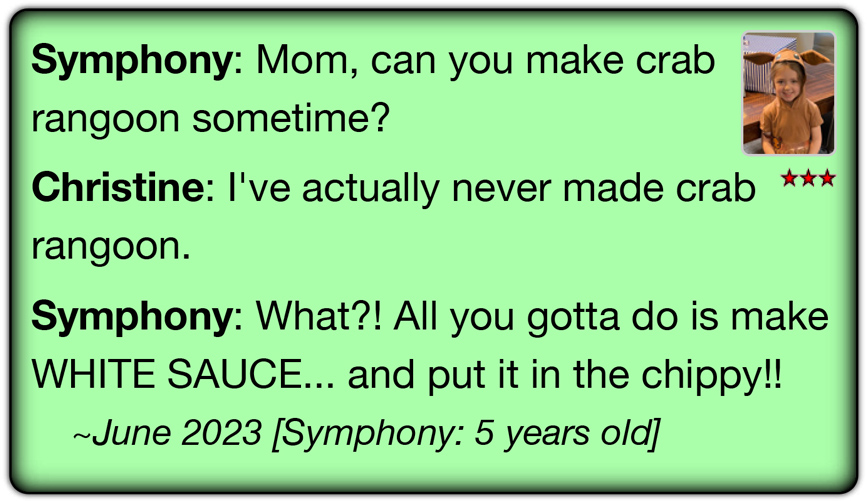 Symphony: Mom, can you make crab
rangoon sometime?
Christine: I've actually never made crab
rangoon.
Symphony: What?! All you gotta do is make
WHITE SAUCE... and put it in the chippy!!
~June 2023 [Symphony: 5 years old]